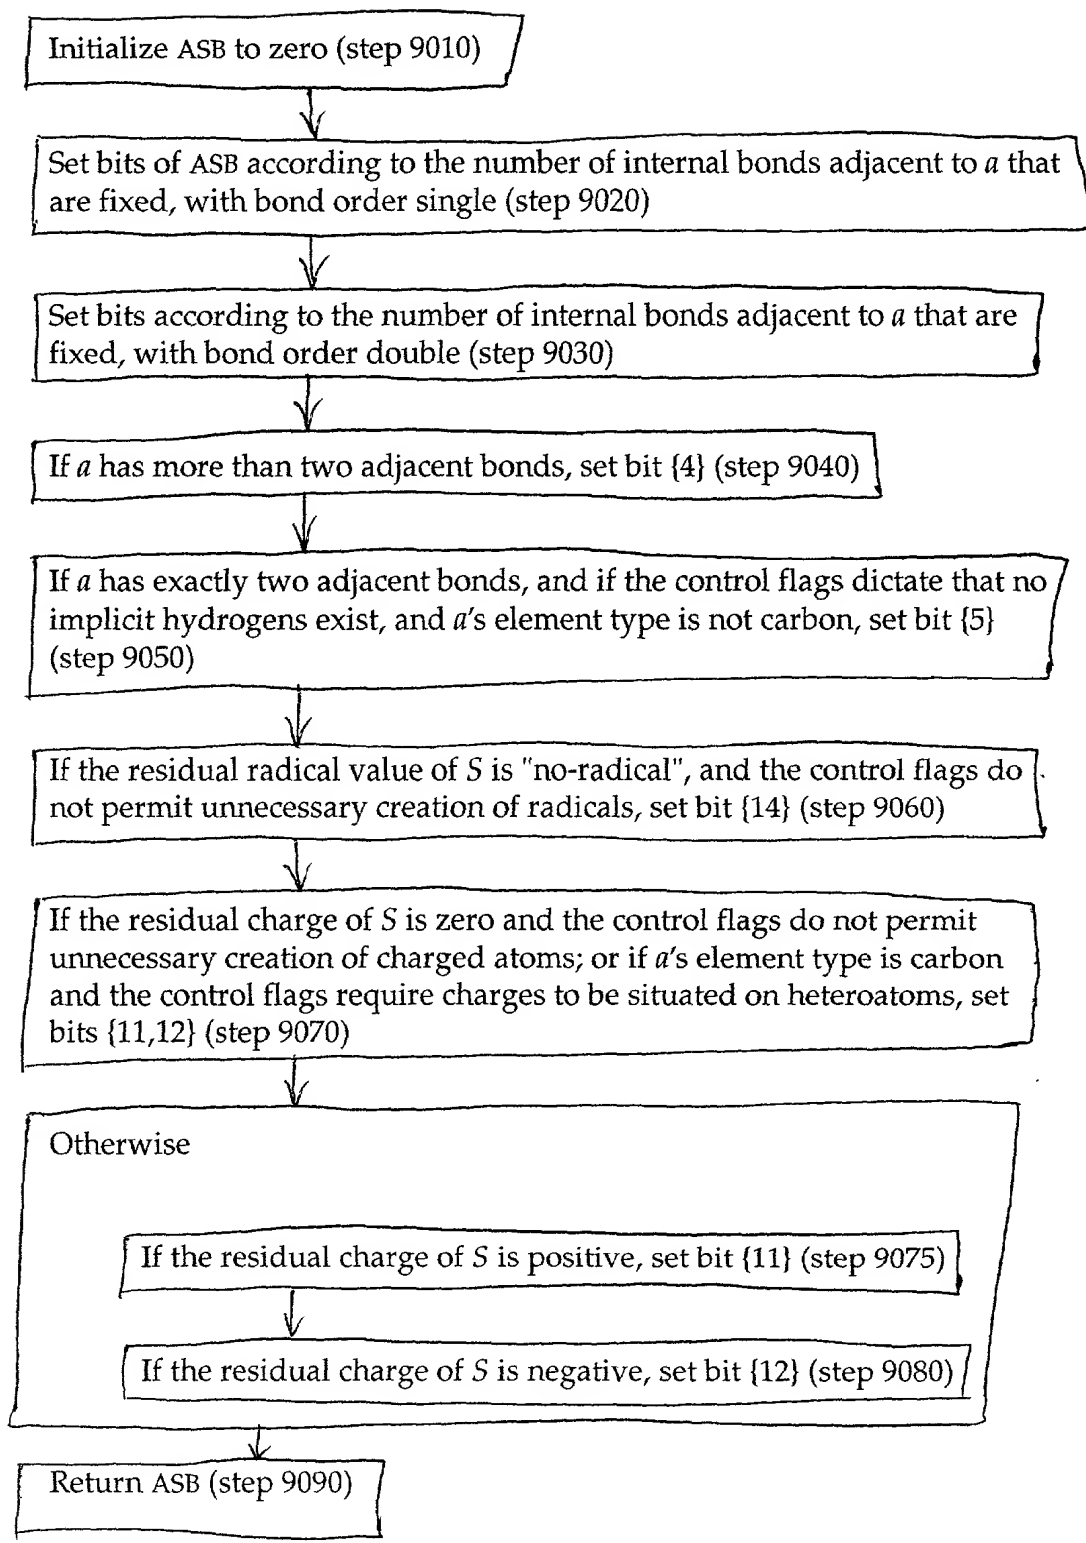 Initialize ASB to zero (step 9010)
Set bits of ASB according to the number of internal bonds adjacent to a that
are fixed, with bond order single (step 9020)
Set bits according to the number of internal bonds adjacent to a that are
fixed, with bond order double (step 9030)
If a has more than two adjacent bonds, set bit {4} (step 9040)
If a has exactly two adjacent bonds, and if the control flags dictate that no
implicit hydrogens exist, and a's element type is not carbon, set bit {5}
(step 9050)
If the residual radical value of S is "no-radical", and the control flags do
not permit unnecessary creation of radicals, set bit {14} (step 9060)
If the residual charge of S is zero and the control flags do not permit
unnecessary creation of charged atoms; or if a's element type is carbon
and the control flags require charges to be situated on heteroatoms, set
bits {11,12} (step 9070)
Otherwise
If the residual charge of S is positive, set bit {11} (step 9075)
If the residual charge of S is negative, set bit {12} (step 9080)
Return ASB (step 9090)